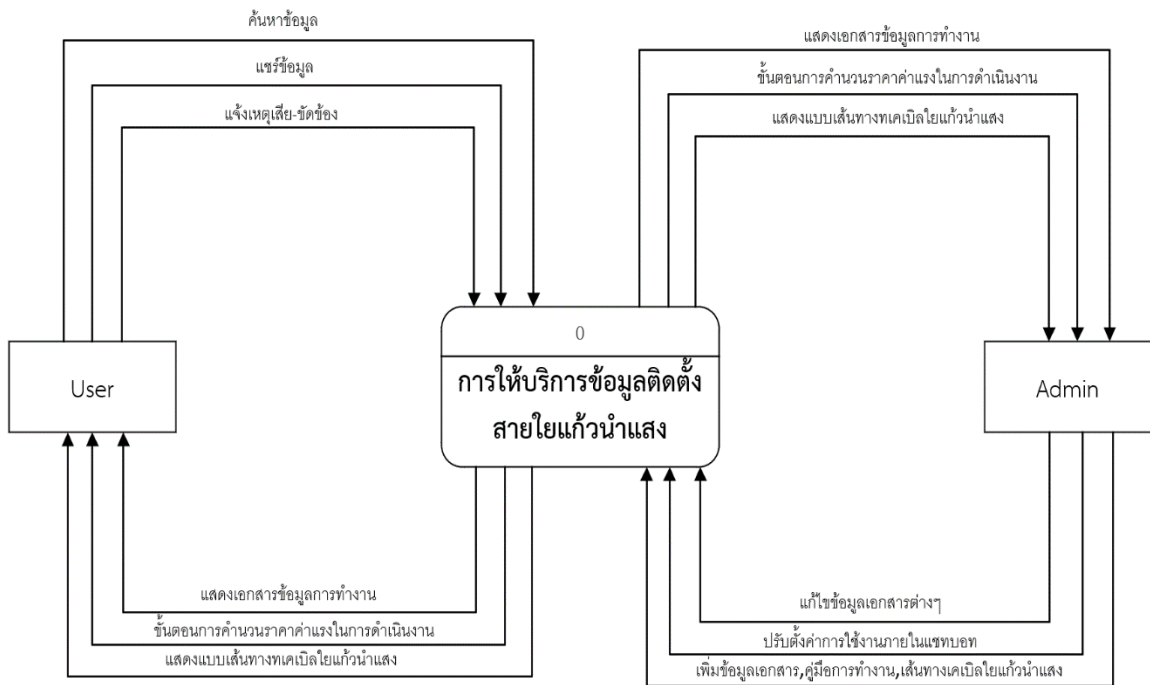 ค้นหาข้อมูล
แชร์ข้อมูล
แจ้งเหตุเสีย-ขัดข้อง
แสดงเอกสารข้อมูลการทำงาน
ขั้นตอนการคำนวนราคาค่าแรงในการดำเนินงาน
แสดงแบบเส้นทางทเคเบิลใยแก้วนำแสง
User
0
การให้บริการข้อมูลติดตั้ง
สายใยแก้วนำแสง
Admin
แสดงเอกสารข้อมูลการทำงาน
ขั้นตอนการคำนวนราคาค่าแรงในการดำเนินงาน
แสดงแบบเส้นทางทเคเบิลใยแก้วนำแสง
แก้ไขข้อมูลเอกสารต่างๆ
ปรับตั้งค่าการใช้งานภายในแชทบอท
เพิ่มข้อมูลเอกสาร,คู่มือการทำงาน,เส้นทางเคเบิลใยแก้วนำแสง